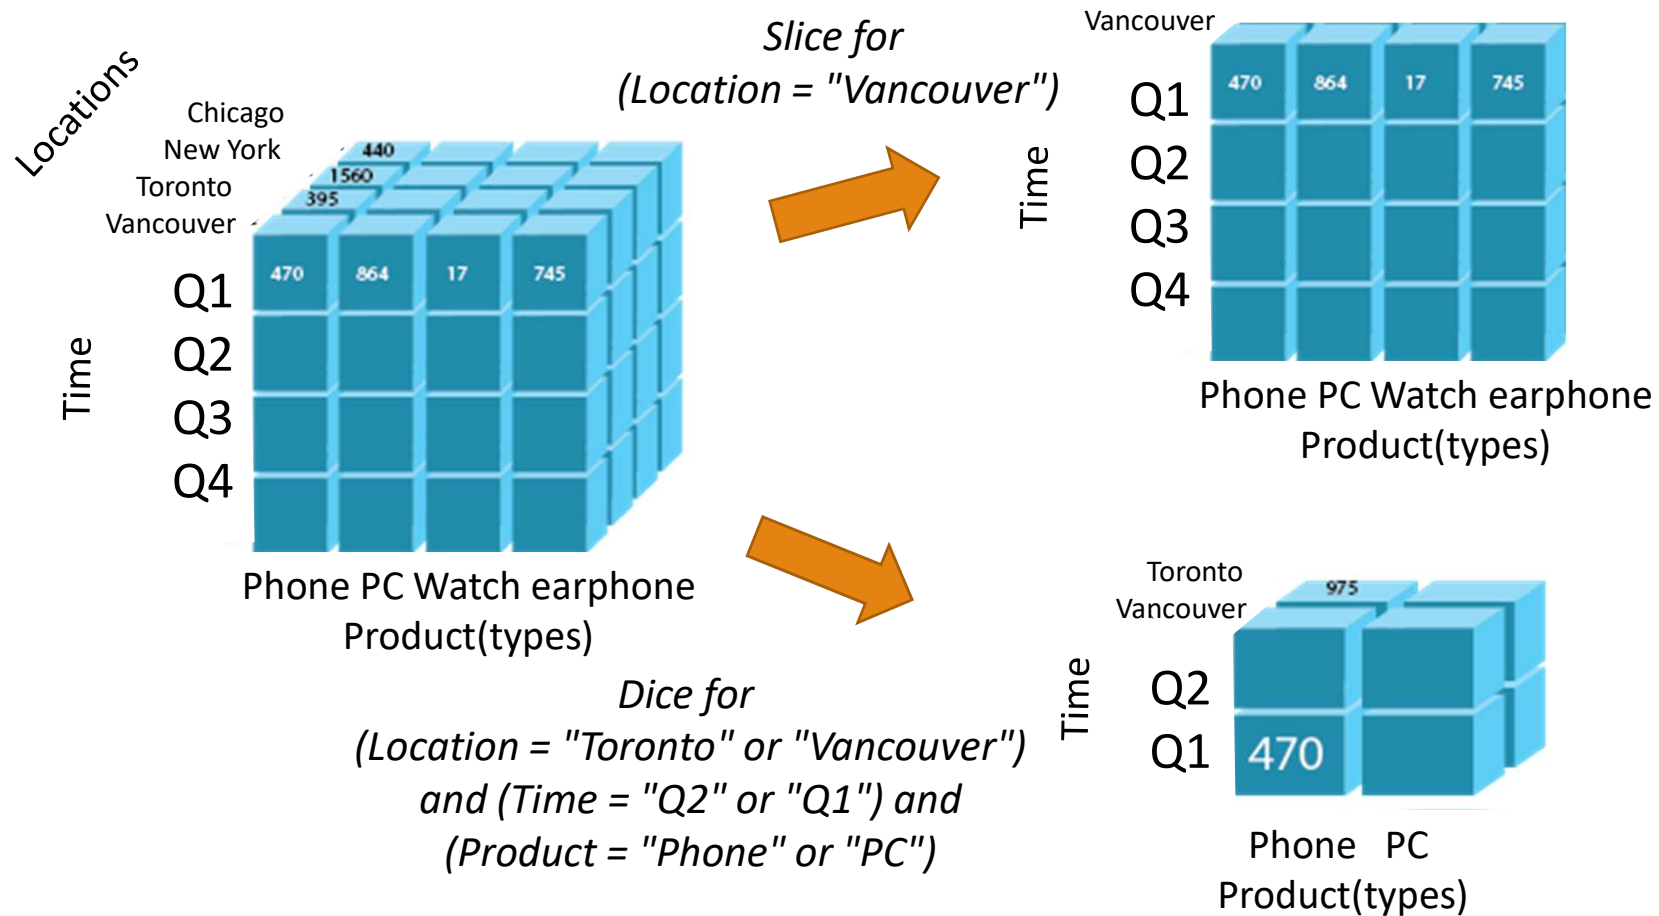 Locations
Chicago
New York
Toronto
Vancouver
440
1560
395
470 864 17 745
Time
Q1
Q2
Q3
Q4
Phone PC Watch earphone
Product(types)
Slice for
(Location = "Vancouver")
Vancouver
470 864 17 745
Time
Q1
Q2
Q3
Q4
Phone PC Watch earphone
Product(types)
Dice for
(Location = "Toronto" or "Vancouver")
and (Time = "Q2" or "Q1") and
(Product = "Phone" or "PC")
Toronto
Vancouver
975
Time
Q2
Q1
470
Phone PC
Product(types)